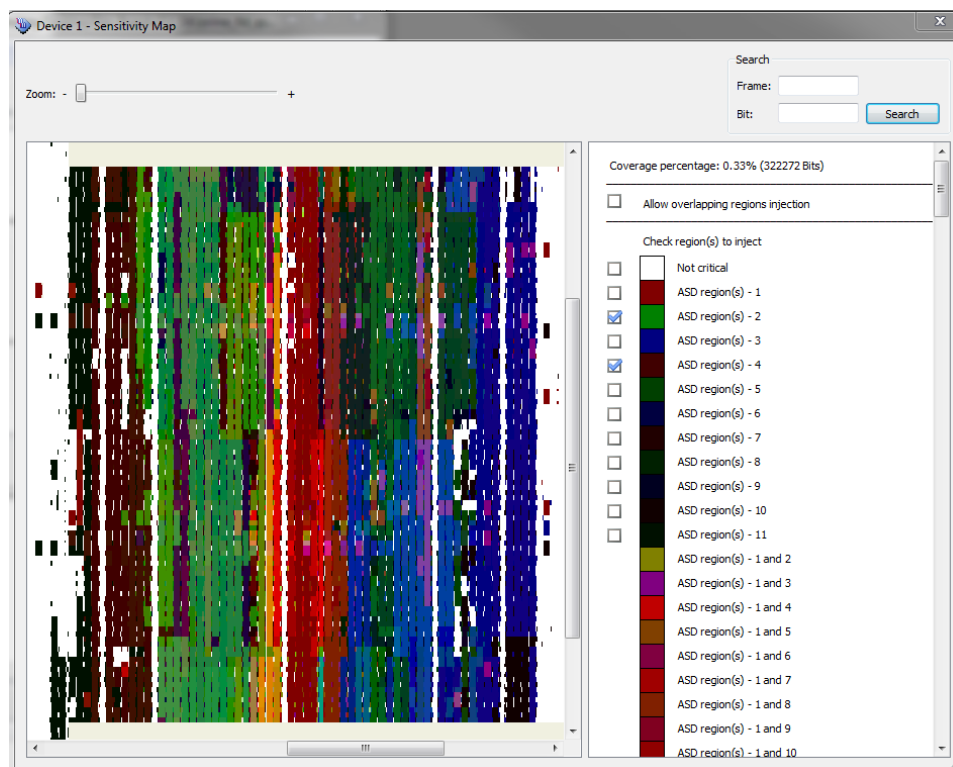 Device 1 - Sensitivity Map
Zoom: - +
Search
Frame:
Bit:
Search
Coverage percentage: 0.33% (322272 Bits)
Allow overlapping regions injection
Check region(s) to inject
Not critical
ASD region(s) - 1
ASD region(s) - 2
ASD region(s) - 3
ASD region(s) - 4
ASD region(s) - 5
ASD region(s) - 6
ASD region(s) - 7
ASD region(s) - 8
ASD region(s) - 9
ASD region(s) - 10
ASD region(s) - 11
ASD region(s) - 1 and 2
ASD region(s) - 1 and 3
ASD region(s) - 1 and 4
ASD region(s) - 1 and 5
ASD region(s) - 1 and 6
ASD region(s) - 1 and 7
ASD region(s) - 1 and 8
ASD region(s) - 1 and 9
ASD region(s) - 1 and 10